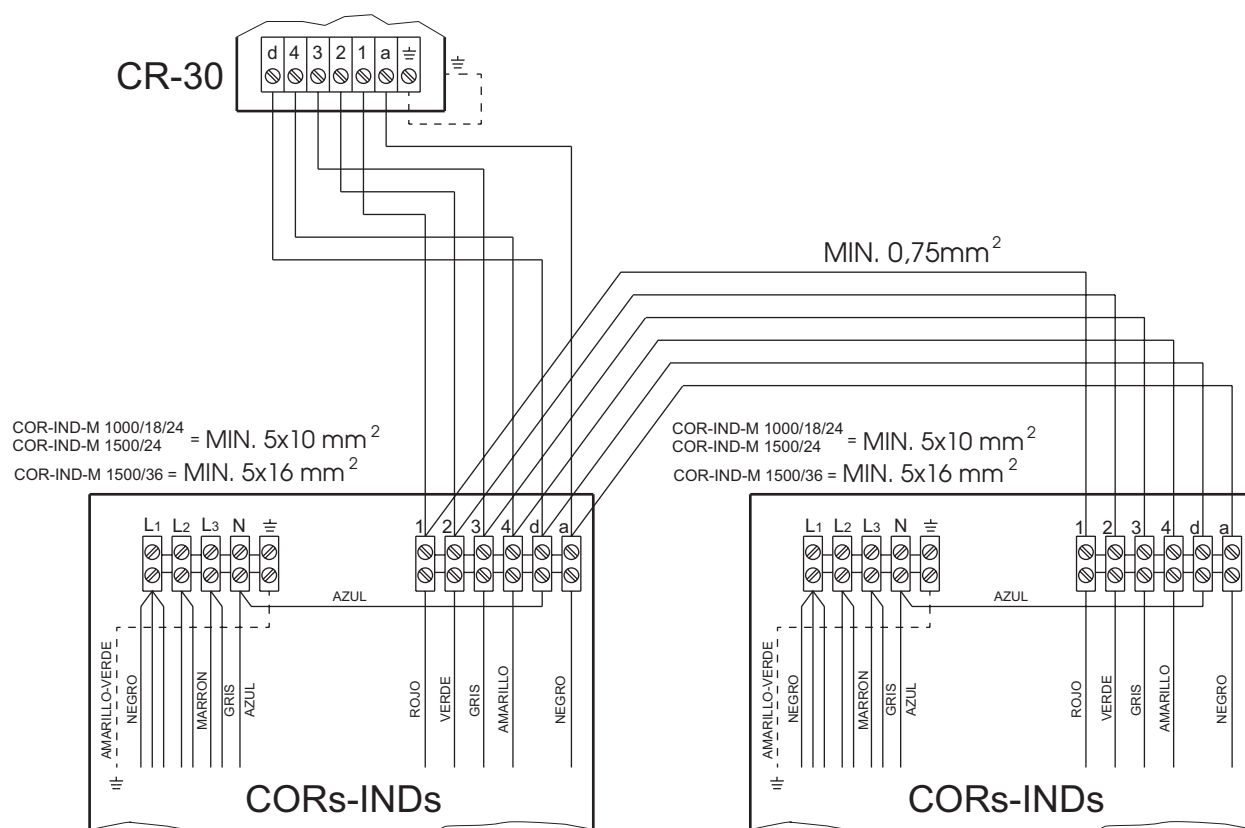 CR-30
d 4 3 2 1 a
MIN. 0,75mm²
COR-IND-M 1000/18/24
COR-IND-M 1500/24
= MIN. 5x10 mm²
COR-IND-M 1500/36 = MIN. 5x16 mm²
L1 L2 L3 N
1 2 3 4 d a
AZUL
AMARILLO-VERDE
NEGRO
MARRON
GRIS
AZUL
ROJO
VERDE
GRIS
AMARILLO
NEGRO
CORs-INDs
COR-IND-M 1000/18/24
COR-IND-M 1500/24
= MIN. 5x10 mm²
COR-IND-M 1500/36 = MIN. 5x16 mm²
L1 L2 L3 N
1 2 3 4 d a
AZUL
AMARILLO-VERDE
NEGRO
MARRON
GRIS
AZUL
ROJO
VERDE
GRIS
AMARILLO
NEGRO
CORs-INDs